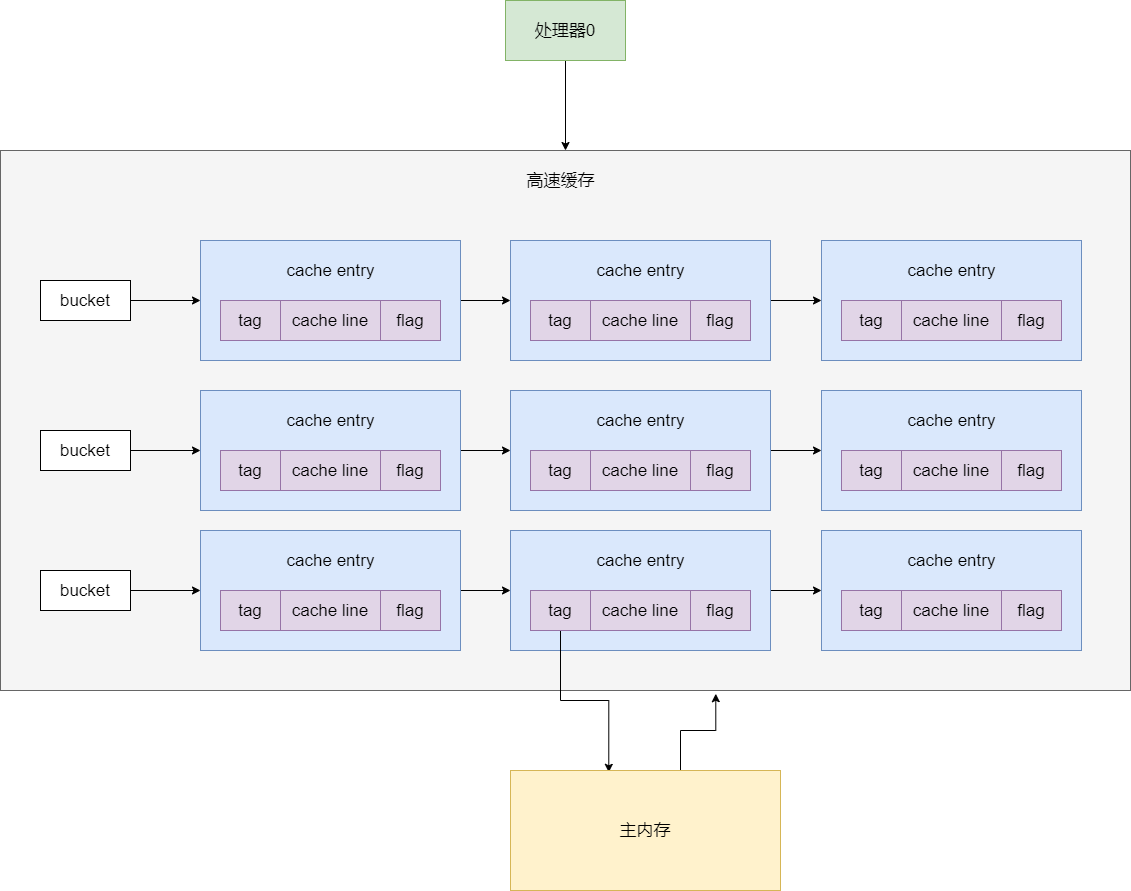 处理器0
高速缓存
cache entry cache entry cache entry
bucket
tag cache line flag tag cache line flag tag cache line flag
cache entry cache entry cache entry
bucket
tag cache line flag tag cache line flag tag cache line flag
cache entry cache entry cache entry
bucket
tag cache line flag tag cache line flag tag cache line flag
主内存